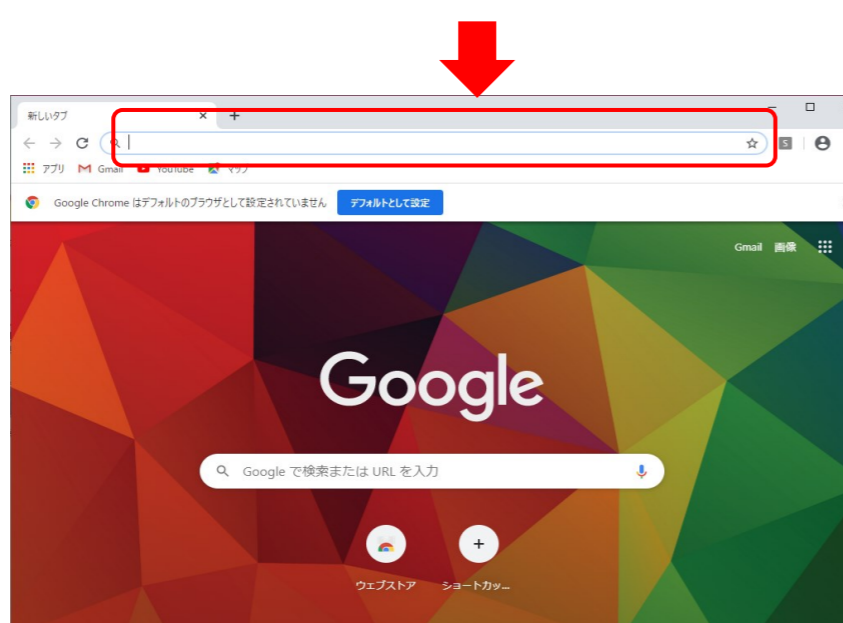 新しいタブ
アプリ Gmail YouTube マップ
Google Chrome はデフォルトのブラウザとして設定されていません デフォルトとして設定
Gmail 画像
Google
Google で検索または URL を入力
ウェブストア ショートカッ...